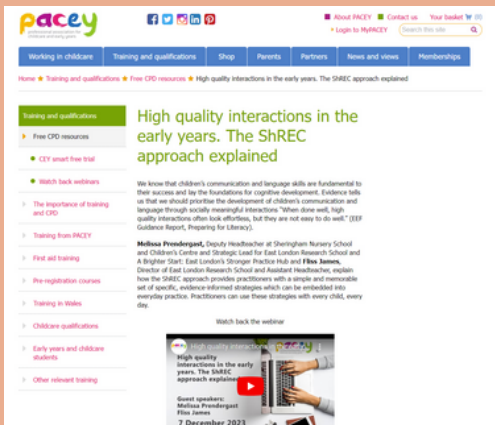 pacey
professional association for
childcare and early years
About PACEY Contact us Your basket (0)
Login to MyPACEY Search this site
Working in childcare Training and qualifications Shop Parents Partners News and views Memberships
Home Training and qualifications Free CPD resources High quality interactions in the early years. The ShREC approach explained
Training and qualifications
Free CPD resources
CEY smart free trial
Watch back webinars
The importance of training
and CPD
Training from PACEY
First aid training
Pre-registration courses
Training in Wales
Childcare qualifications
Early years and childcare
students
Other relevant training
High quality interactions in the
early years. The ShREC
approach explained
We know that children's communication and language skills are fundamental to
their success and lay the foundations for cognitive development. Evidence tells
us that we should prioritise the development of children's communication and
language through socially meaningful interactions "When done well, high
quality interactions often look effortless, but they are not easy to do well." (EEF
Guidance Report, Preparing for Literacy).
Melissa Prendergast, Deputy Headteacher at Sheringham Nursery School
and Children's Centre and Strategic Lead for East London Research School and
A Brighter Start: East London's Stronger Practice Hub and Fliss James,
Director of East London Research School and Assistant Headteacher, explain
how the ShREC approach provides practitioners with a simple and memorable
set of specific, evidence-informed strategies which can be embedded into
everyday practice. Practitioners can use these strategies with every child, every
day.
Watch back the webinar
High quality interactions in the early
High quality
interactions in the early
years. The ShREC
approach explained
Guest speakers:
Melissa Prendergast
Fliss James
7 December 2023